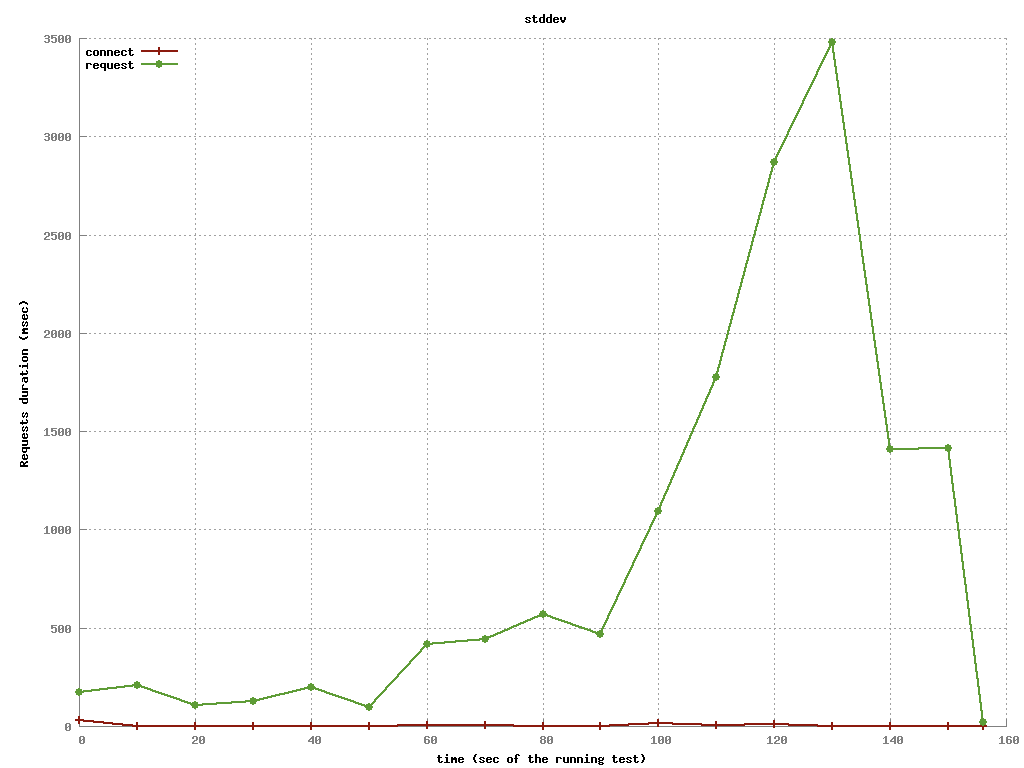 stddev
connect
request
3500
3000
2500
2000
1500
1000
500
0
Requests duration (msec)
0 20 40 60 80 100 120 140 160
time (sec of the running test)